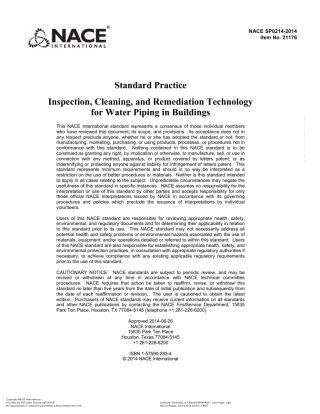 NACE SP0214-2014
Item No. 21176
NACE®
INTERNATIONAL
Standard Practice
Inspection, Cleaning, and Remediation Technology
for Water Piping in Buildings
This NACE International standard represents a consensus of those individual members
who have reviewed this document, its scope, and provisions. Its acceptance does not in
any respect preclude anyone, whether he or she has adopted the standard or not, from
manufacturing, marketing, purchasing, or using products, processes, or procedures not in
conformance with this standard. Nothing contained in this NACE standard is to be
construed as granting any right, by implication or otherwise, to manufacture, sell, or use in
connection with any method, apparatus, or product covered by letters patent, or as
indemnifying or protecting anyone against liability for infringement of letters patent. This
standard represents minimum requirements and should in no way be interpreted as a
restriction on the use of better procedures or materials. Neither is this standard intended
to apply in all cases relating to the subject. Unpredictable circumstances may negate the
usefulness of this standard in specific instances. NACE assumes no responsibility for the
interpretation or use of this standard by other parties and accepts responsibility for only
those official NACE interpretations issued by NACE in accordance with its governing
procedures and policies which preclude the issuance of interpretations by individual
volunteers.
Users of this NACE standard are responsible for reviewing appropriate health, safety,
environmental, and regulatory documents and for determining their applicability in relation
to this standard prior to its use. This NACE standard may not necessarily address all
potential health and safety problems or environmental hazards associated with the use of
materials, equipment, and/or operations detailed or referred to within this standard. Users
of this NACE standard are also responsible for establishing appropriate health, safety, and
environmental protection practices, in consultation with appropriate regulatory authorities if
necessary, to achieve compliance with any existing applicable regulatory requirements
prior to the use of this standard.
CAUTIONARY NOTICE: NACE standards are subject to periodic review, and may be
revised or withdrawn at any time in accordance with NACE technical committee
procedures. NACE requires that action be taken to reaffirm, revise, or withdraw this
standard no later than five years from the date of initial publication and subsequently from
the date of each reaffirmation or revision. The user is cautioned to obtain the latest
edition. Purchasers of NACE standards may receive current information on all standards
and other NACE publications by contacting the NACE FirstService Department, 15835
Park Ten Place, Houston, TX 77084-5145 (telephone +1 281-228-6200).
Approved 2014-06-26
NACE International
15835 Park Ten Place
Houston, Texas 77084-5145
+1 281-228-6200
ISBN 1-57590-283-4
© 2014 NACE International
Copyright NACE International